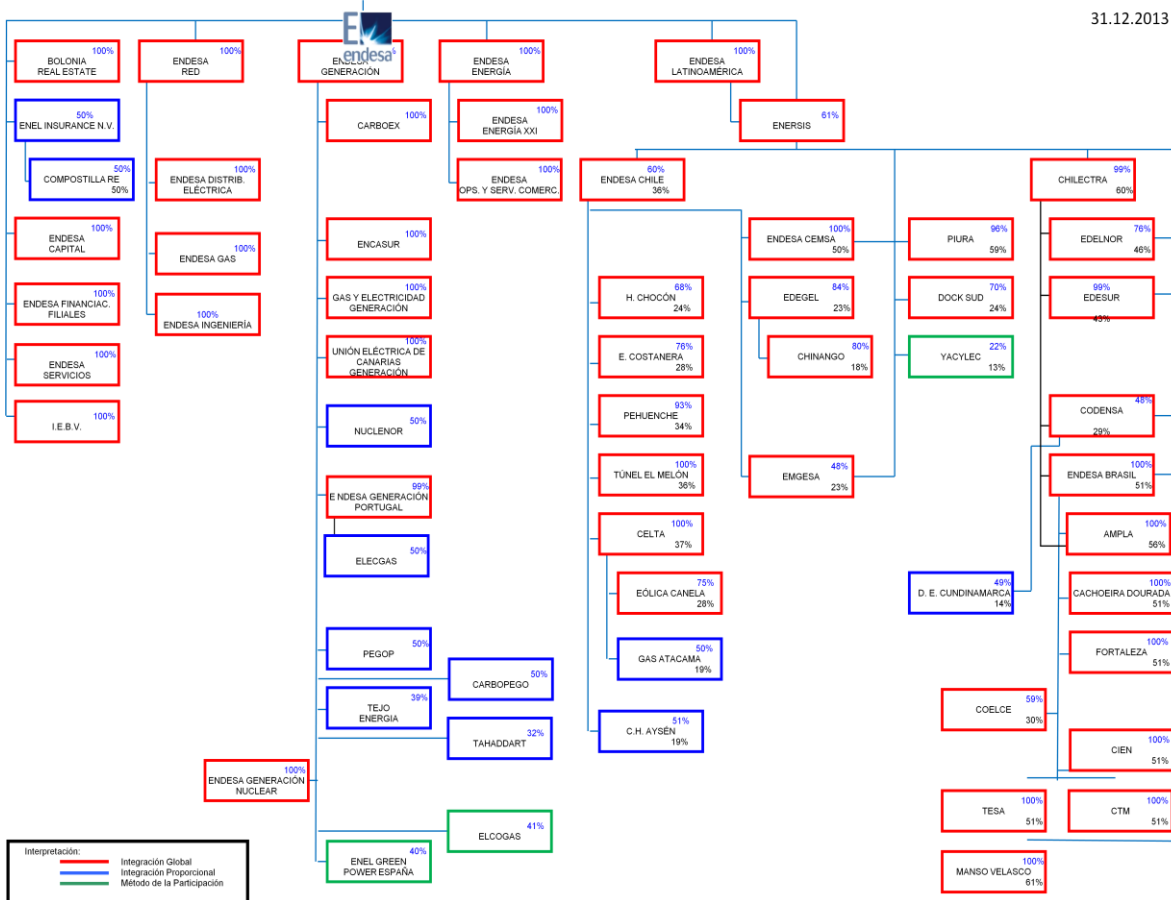 31.12.2013
endesa
100%
BOLONIA
REAL ESTATE
100%
ENDESA
RED
GENERACIÓN
100%
ENDESA
ENERGÍA
100%
ENDESA
LATINOAMÉRICA
50%
ENEL INSURANCE N.V.
100%
CARBOEX
100%
ENDESA
ENERGÍA XXI
61%
ENERSIS
50%
COMPOSTILLA RE
50%
100%
ENDESA DISTRIB.
ELÉCTRICA
100%
ENDESA
OPS. Y SERV. COMERC.
60%
ENDESA CHILE
36%
99%
CHILECTRA
60%
100%
ENDESA
CAPITAL
100%
ENDESA GAS
100%
ENCASUR
100%
ENDESA CEMSA
50%
96%
PIURA
59%
76%
EDELNOR
46%
100%
ENDESA FINANCIAC.
FILIALES
100%
ENDESA INGENIERÍA
100%
GAS Y ELECTRICIDAD
GENERACIÓN
68%
H. CHOCÓN
24%
84%
EDEGEL
23%
70%
DOCK SUD
24%
99%
EDESUR
43%
100%
ENDESA
SERVICIOS
100%
UNIÓN ELÉCTRICA DE
CANARIAS
GENERACIÓN
76%
E. COSTANERA
28%
80%
CHINANGO
18%
22%
YACYLEC
13%
100%
I.E.B.V.
50%
NUCLENOR
93%
PEHUENCHE
34%
48%
CODENSA
29%
99%
E NDESA GENERACIÓN
PORTUGAL
100%
TÚNEL EL MELÓN
36%
48%
EMGESA
23%
100%
ENDESA BRASIL
51%
50%
ELECGAS
100%
CELTA
37%
100%
AMPLA
56%
75%
EÓLICA CANELA
28%
49%
D. E. CUNDINAMARCA
14%
100%
CACHOEIRA DOURADA
51%
50%
PEGOP
50%
CARBOPEGO
50%
GAS ATACAMA
19%
100%
FORTALEZA
51%
39%
TEJO
ENERGIA
32%
TAHADDART
51%
C.H. AYSÉN
19%
59%
COELCE
30%
100%
CIEN
51%
100%
ENDESA GENERACIÓN
NUCLEAR
41%
ELCOGAS
100%
TESA
51%
100%
CTM
51%
40%
ENEL GREEN
POWER ESPAÑA
100%
MANSO VELASCO
61%
Interpretación:
Integración Global
Integración Proporcional
Método de la Participación